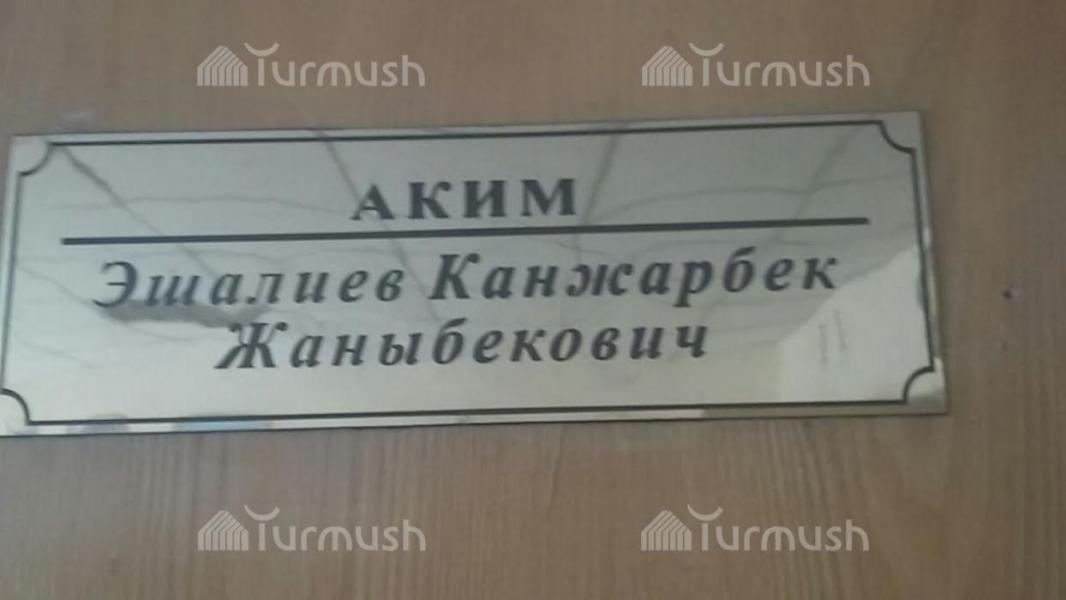 Turmush Turmush
АКИМ
Эшалиев Канжарбек
Жаныбекович
Turmush Turmush